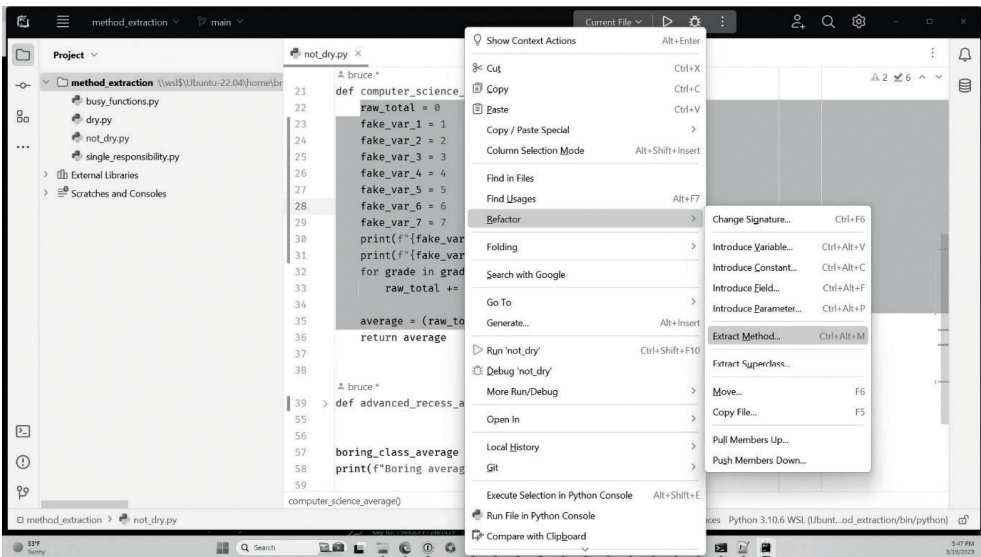 method_extraction
main
Current File
Project
method_extraction \\wsl$\Ubuntu-22.04\home\br
busy_functions.py
dry.py
not_dry.py
single_responsibility.py
External Libraries
Scratches and Consoles
not_dry.py
bruce *
2 6
21 def computer_science_
22 raw_total = 0
23 fake_var_1 = 1
24 fake_var_2 = 2
25 fake_var_3 = 3
26 fake_var_4 = 4
27 fake_var_5 = 5
28 fake_var_6 = 6
29 fake_var_7 = 7
30 print(f"{fake_var
31 print(f"{fake_var
32 for grade in grad
33 raw_total +=
34
35 average = (raw_to
36 return average
37
38
bruce *
39 def advanced_recess_a
55
56
57 boring_class_average
58 print(f"Boring averag
59
computer_science_average()
Show Context Actions Alt+Enter
Cut Ctrl+X
Copy Ctrl+C
Paste Ctrl+V
Copy / Paste Special
Column Selection Mode Alt+Shift+Insert
Find in Files
Find Usages Alt+F7
Refactor
Folding
Search with Google
Go To
Generate... Alt+Insert
Run 'not_dry' Ctrl+Shift+F10
Debug 'not_dry'
More Run/Debug
Open In
Local History
Git
Execute Selection in Python Console Alt+Shift+E
Run File in Python Console
Compare with Clipboard
Change Signature... Ctrl+F6
Introduce Variable... Ctrl+Alt+V
Introduce Constant... Ctrl+Alt+C
Introduce Field... Ctrl+Alt+F
Introduce Parameter... Ctrl+Alt+P
Extract Method... Ctrl+Alt+M
Extract Superclass...
Move... F6
Copy File... F5
Pull Members Up...
Push Members Down...
method_extraction > not_dry.py
ces Python 3.10.6 WSL (Ubunt...od_extraction/bin/python)
53°F
Sunny
Search
5:47 PM
3/19/2023